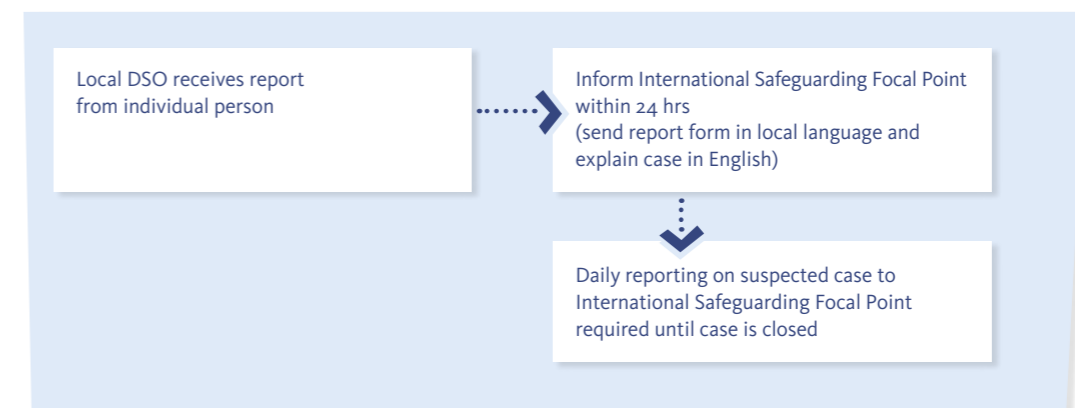 Local DSO receives report
from individual person
Inform International Safeguarding Focal Point
within 24 hrs
(send report form in local language and
explain case in English)
Daily reporting on suspected case to
International Safeguarding Focal Point
required until case is closed